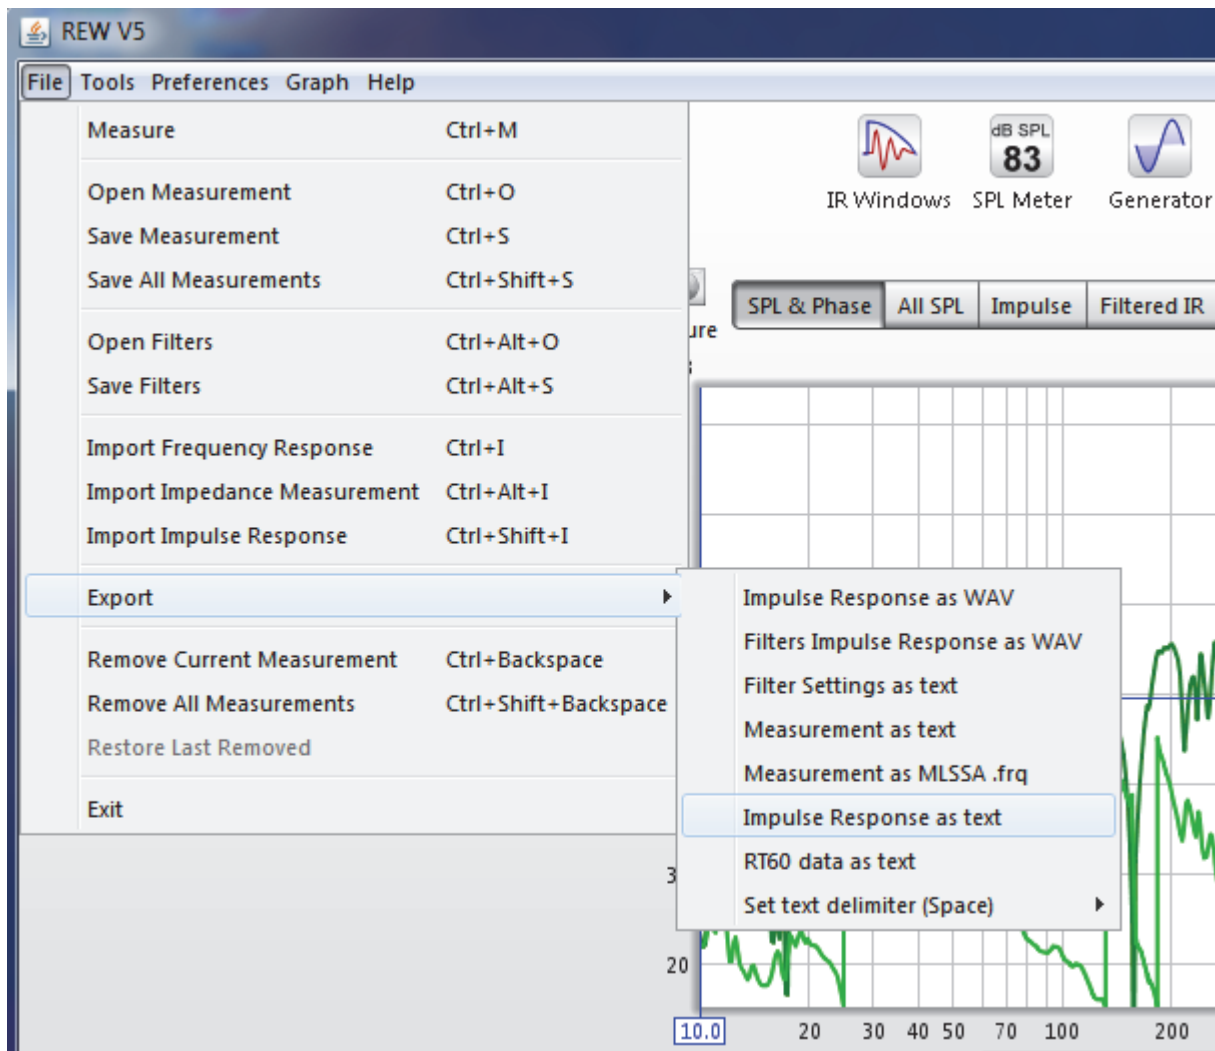 REW V5
File Tools Preferences Graph Help
Measure Ctrl+M
Open Measurement Ctrl+O
Save Measurement Ctrl+S
Save All Measurements Ctrl+Shift+S
Open Filters Ctrl+Alt+O
Save Filters Ctrl+Alt+S
Import Frequency Response Ctrl+I
Import Impedance Measurement Ctrl+Alt+I
Import Impulse Response Ctrl+Shift+I
Export
Remove Current Measurement Ctrl+Backspace
Remove All Measurements Ctrl+Shift+Backspace
Restore Last Removed
Exit
dB SPL
83
IR Windows SPL Meter Generator
SPL & Phase All SPL Impulse Filtered IR
ure
Impulse Response as WAV
Filters Impulse Response as WAV
Filter Settings as text
Measurement as text
Measurement as MLSSA .frq
Impulse Response as text
RT60 data as text
Set text delimiter (Space)
3
20
10.0 20 30 40 50 70 100 200